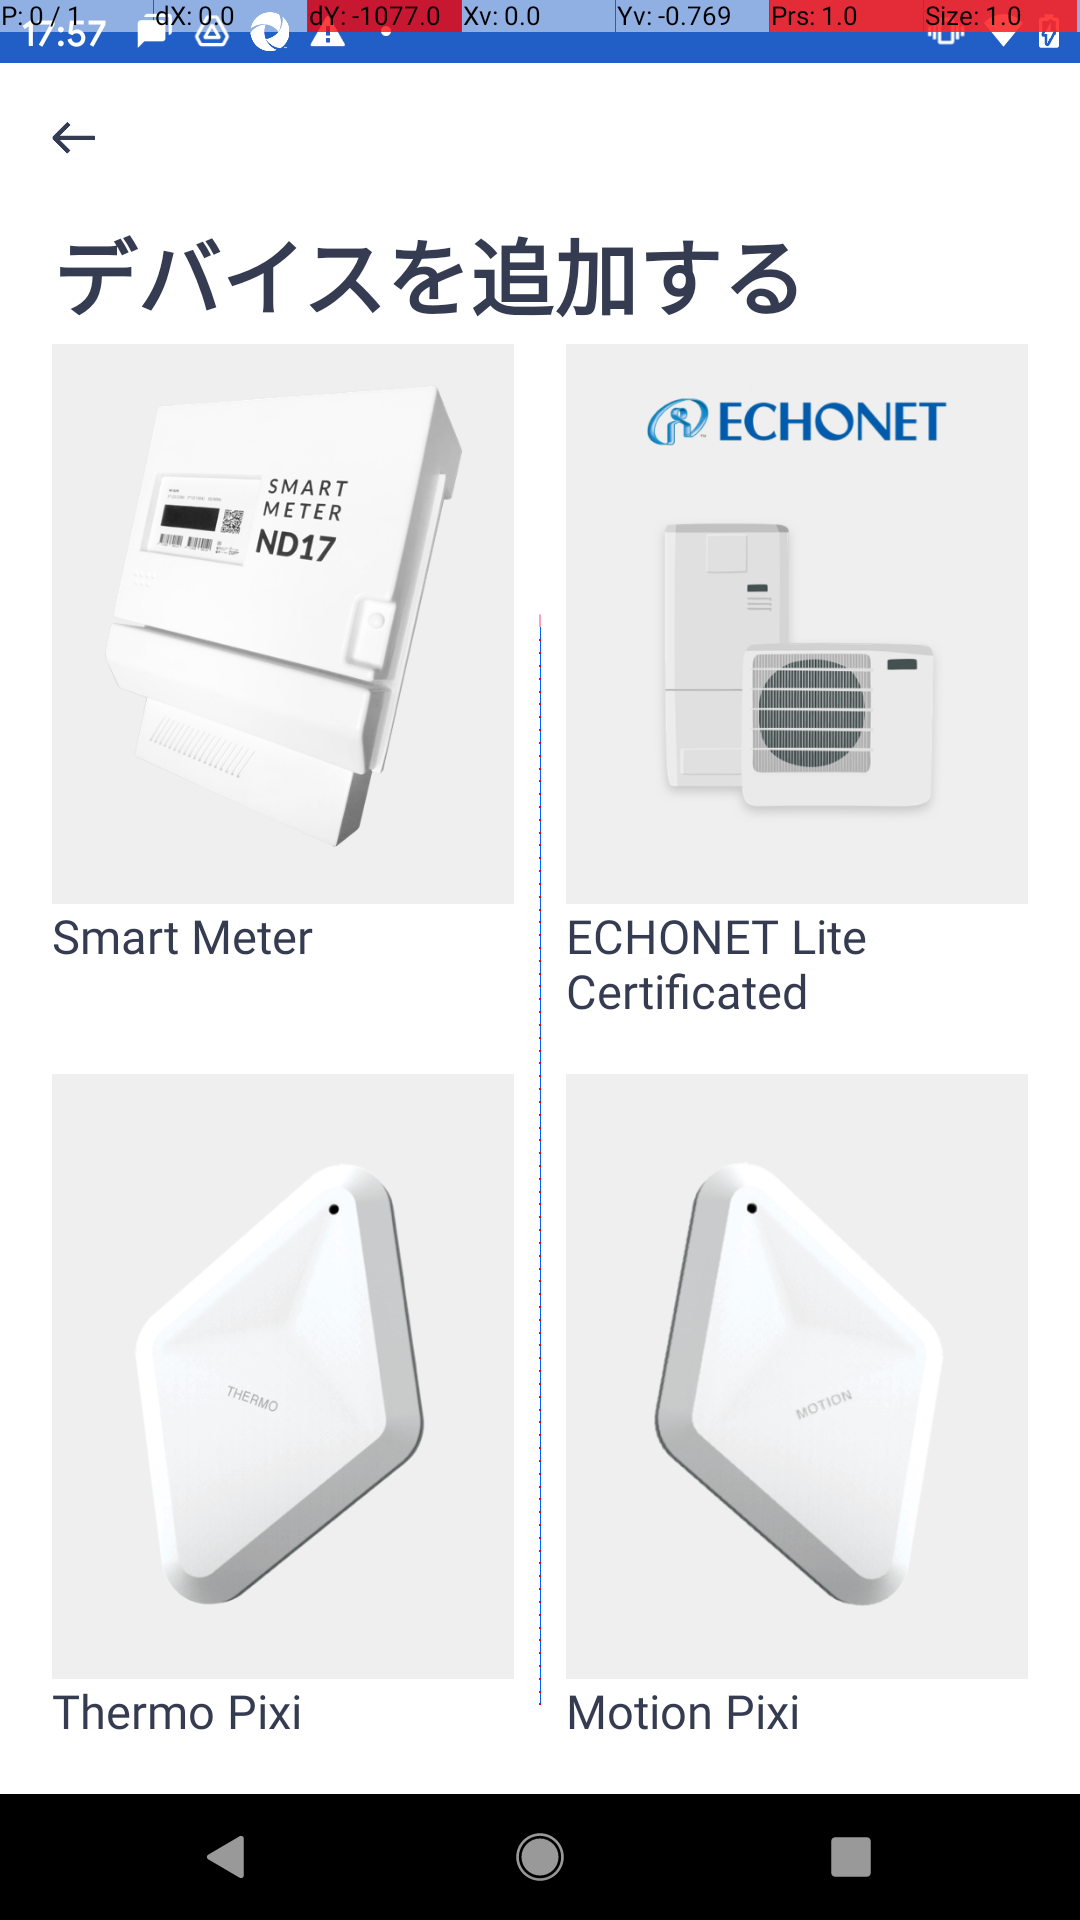 P: 0 / 1 dX: 0.0 dY: -1077.0 Xv: 0.0 Yv: -0.769 Prs: 1.0 Size: 1.0
17:57
デバイスを追加する
ECHONET
SMART
METER
ND17
Smart Meter
ECHONET Lite
Certificated
THERMO
MOTION
Thermo Pixi
Motion Pixi